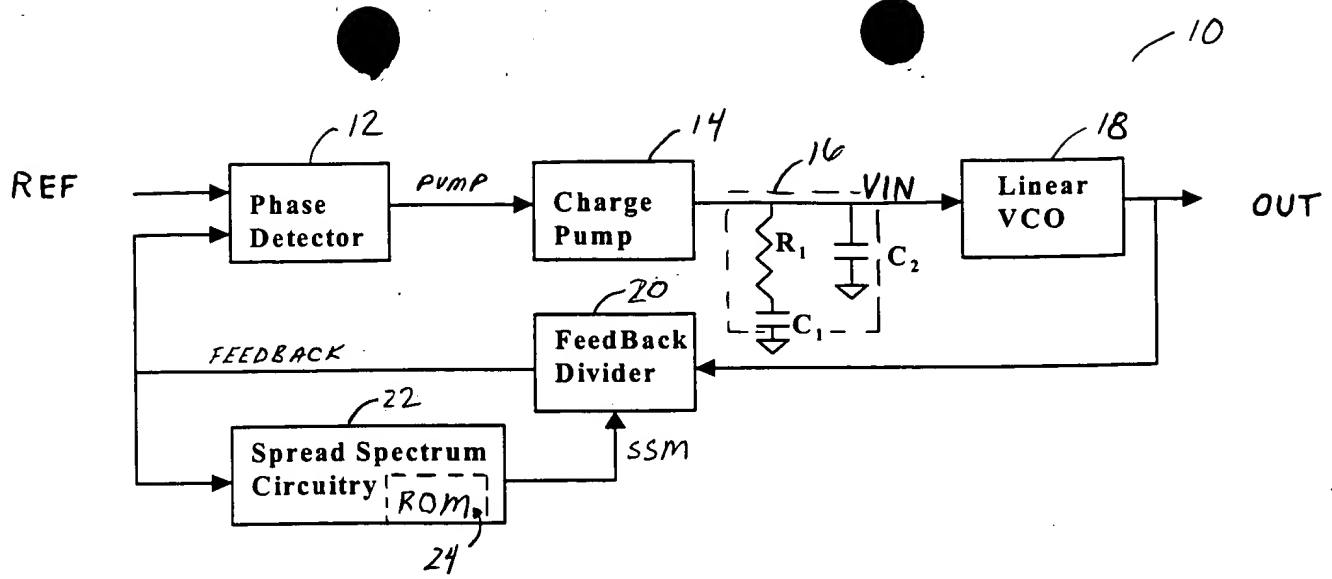 10
12
14
16
18
REF
Phase
Detector
PUMP
Charge
Pump
VIN
Linear
VCO
OUT
R1
C2
C1
20
FeedBack
Divider
FEEDBACK
22
Spread Spectrum
Circuitry
ROM
24
SSM